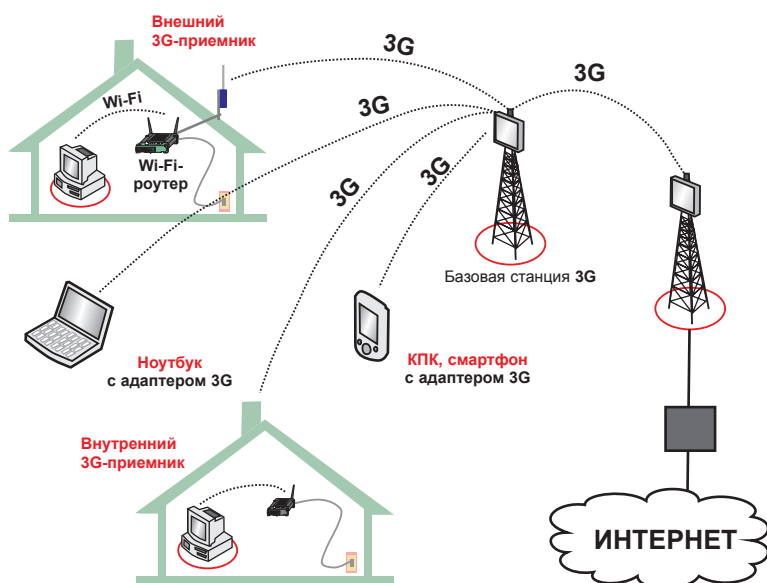 Внешний
3G-приемник
3G
3G
Wi-Fi
3G
Wi-Fi-
роутер
3G
3G
Базовая станция 3G
Ноутбук
с адаптером 3G
КПК, смартфон
с адаптером 3G
Внутренний
3G-приемник
ИНТЕРНЕТ